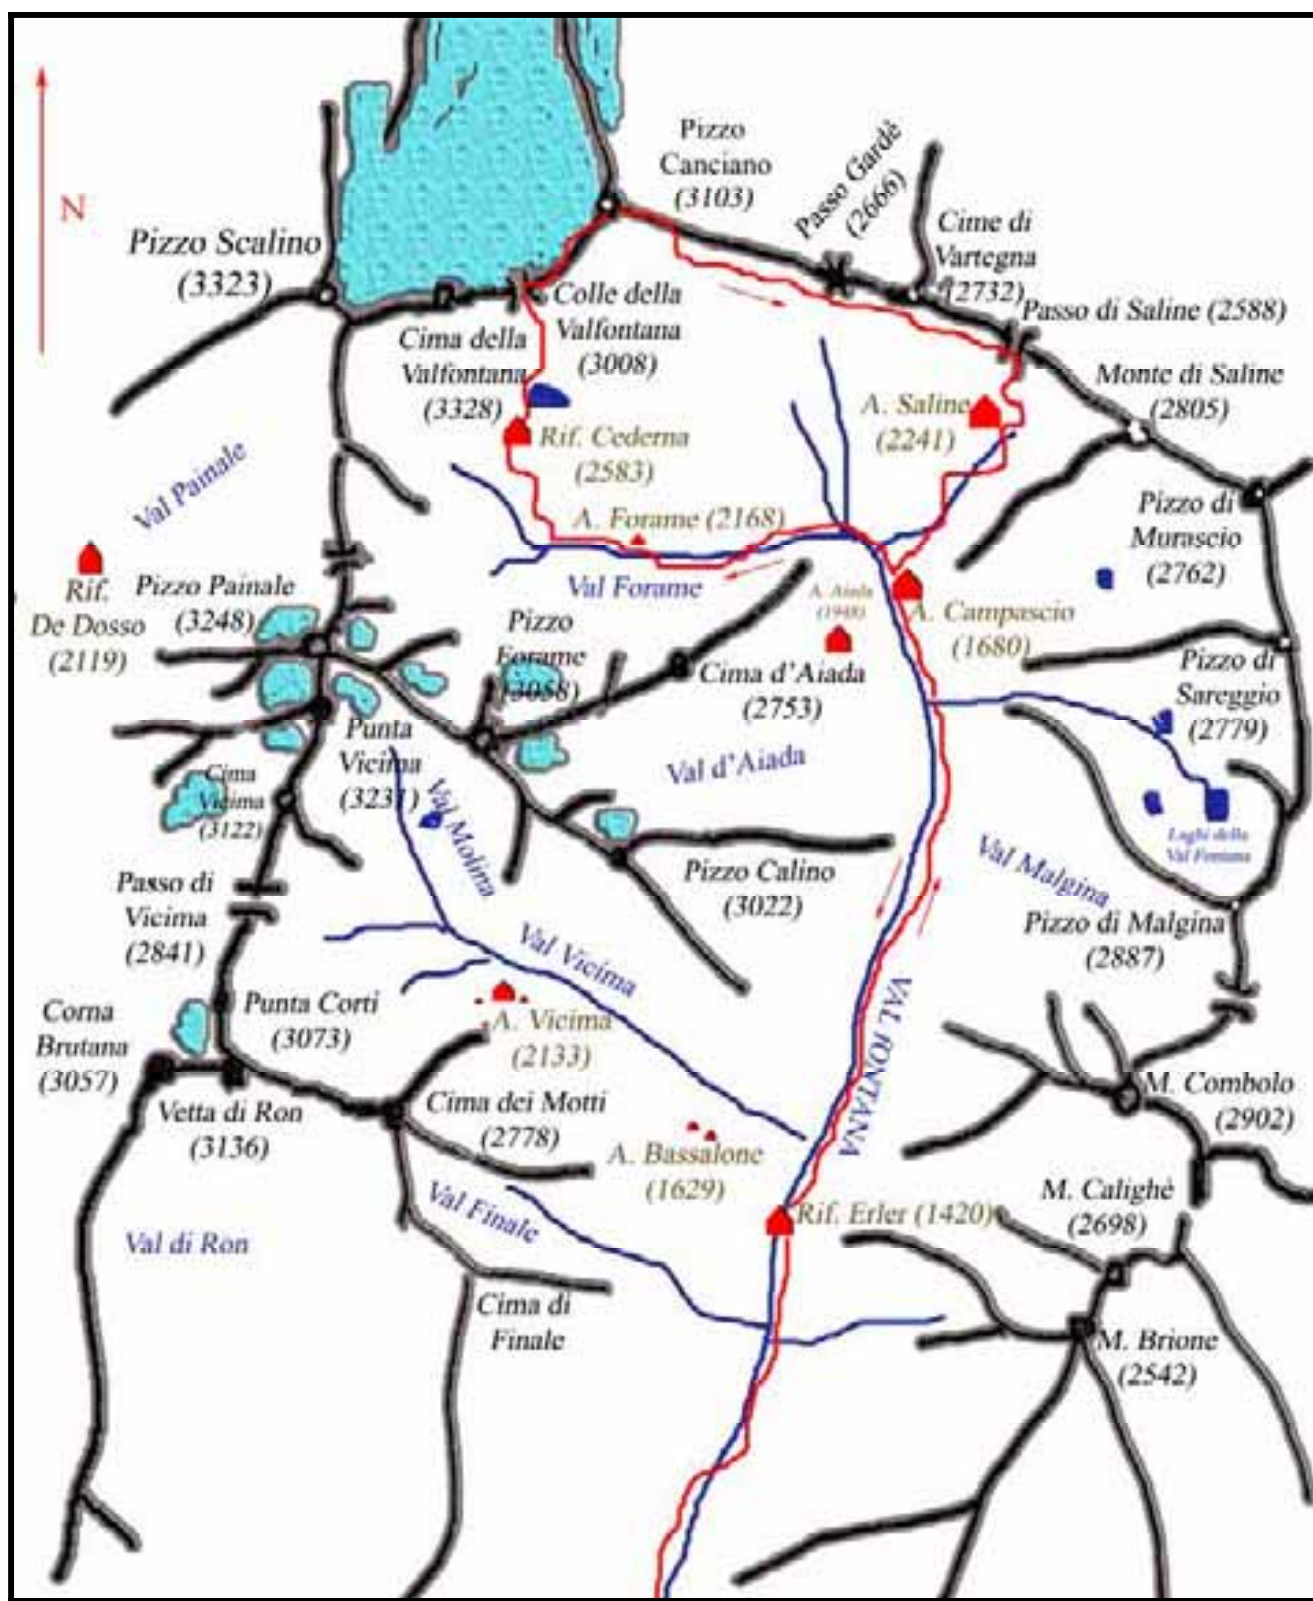 N
Pizzo
Canciano
(3103)
Passo Gardè
(2666)
Cime di
Vartegna
(2732)
Pizzo Scalino
(3323)
Colle della
Valfontana
(3008)
Passo di Saline (2588)
Cima della
Valfontana
(3328)
Monte di Saline
(2805)
A. Saline
(2241)
Rif. Cederna
(2583)
Val Painale
A. Forame (2168)
Pizzo di
Murascio
(2762)
Rif.
De Dosso
(2119)
Pizzo Painale
(3248)
Val Forame
A. Aiada
(1948)
A. Campascio
(1680)
Pizzo
Forame
(3058)
Cima d'Aiada
(2753)
Pizzo di
Sareggio
(2779)
Punta
Vicima
(3231)
Val d'Aiada
Cima
Vicima
(3122)
Val Molina
Laghi della
Val Fontana
Pizzo Calino
(3022)
Val Malgina
Passo di
Vicima
(2841)
Pizzo di Malgina
(2887)
Val Vicima
Corna
Brutana
(3057)
Punta Corti
(3073)
A. Vicima
(2133)
VAL FONTANA
Vetta di Ron
(3136)
Cima dei Motti
(2778)
M. Combolo
(2902)
A. Bassalone
(1629)
M. Calighè
(2698)
Val Finale
Rif. Erler (1420)
Val di Ron
Cima di
Finale
M. Brione
(2542)